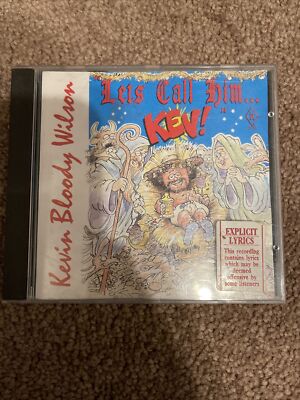 Kevin Bloody Wilson
Lets Call Him...
KEV!
EXPLICIT
LYRICS
This recording
contains lyrics
which may be
deemed
offensive by
some listeners